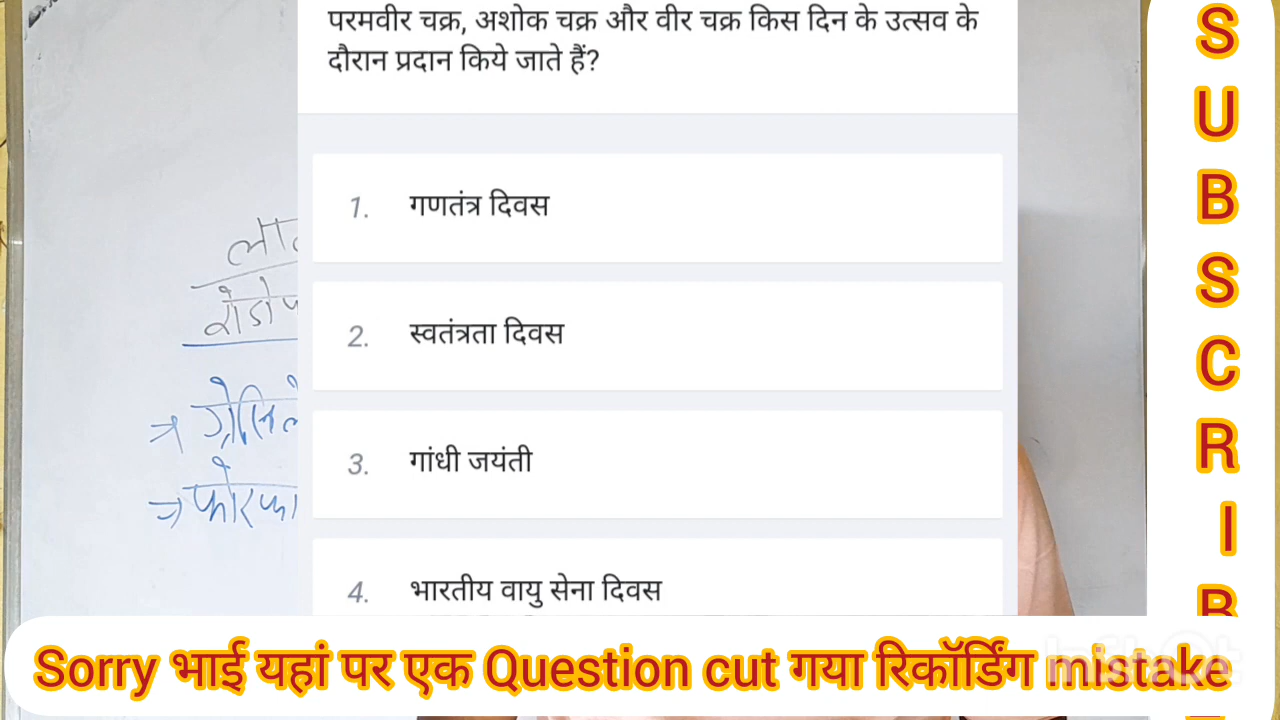 परमवीर चक्र, अशोक चक्र और वीर चक्र किस दिन के उत्सव के
दौरान प्रदान किये जाते हैं?
1. गणतंत्र दिवस
2. स्वतंत्रता दिवस
3. गांधी जयंती
4. भारतीय वायु सेना दिवस
Sorry भाई यहां पर एक Question cut गया रिकॉर्डिंग mistake
S
U
B
S
C
R
I
B